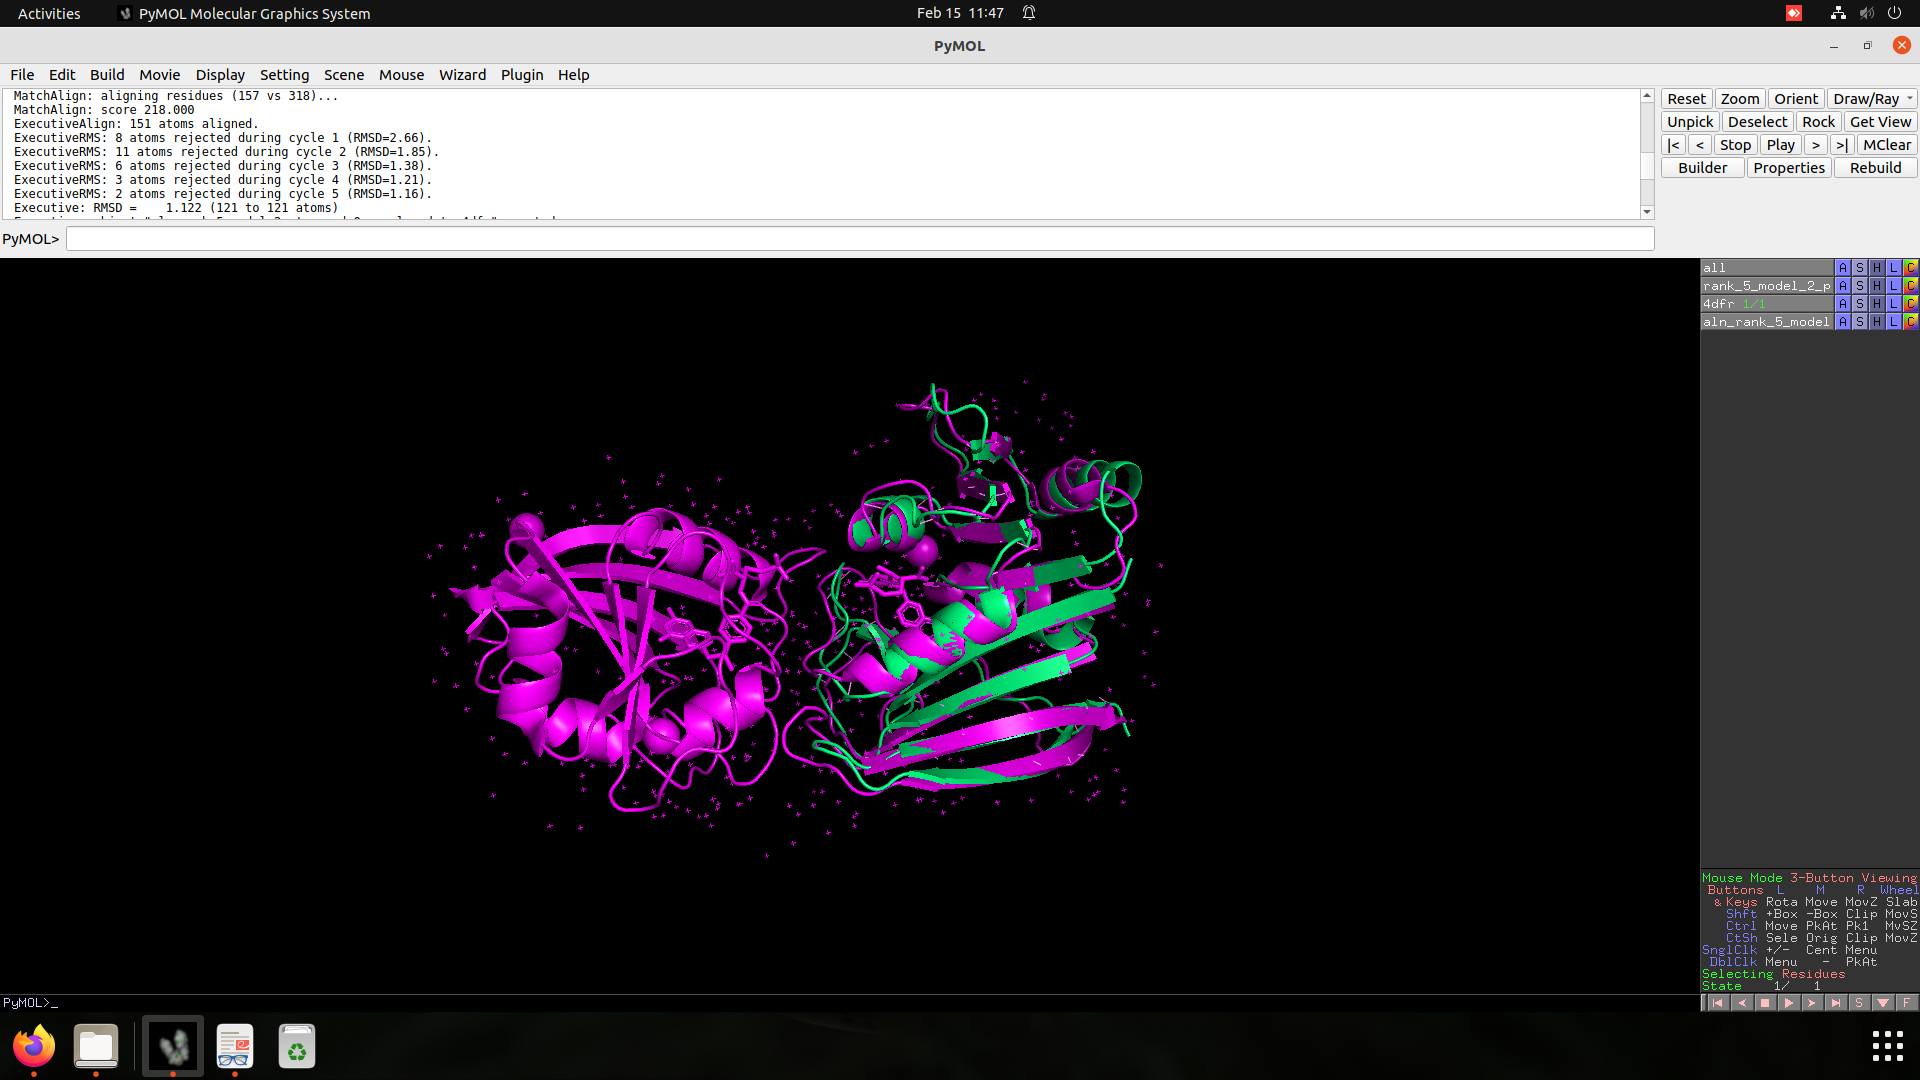 Activities PyMOL Molecular Graphics System Feb 15 11:47
PyMOL
File Edit Build Movie Display Setting Scene Mouse Wizard Plugin Help
MatchAlign: aligning residues (157 vs 318)...
MatchAlign: score 218.000
ExecutiveAlign: 151 atoms aligned.
ExecutiveRMS: 8 atoms rejected during cycle 1 (RMSD=2.66).
ExecutiveRMS: 11 atoms rejected during cycle 2 (RMSD=1.85).
ExecutiveRMS: 6 atoms rejected during cycle 3 (RMSD=1.38).
ExecutiveRMS: 3 atoms rejected during cycle 4 (RMSD=1.21).
ExecutiveRMS: 2 atoms rejected during cycle 5 (RMSD=1.16).
Executive: RMSD = 1.122 (121 to 121 atoms)
Reset Zoom Orient Draw/Ray
Unpick Deselect Rock Get View
|< < Stop Play > >| MClear
Builder Properties Rebuild
PyMOL>
all A S H L C
rank_5_model_2_p A S H L C
4dfr 1/1 A S H L C
aln_rank_5_model A S H L C
Mouse Mode 3-Button Viewing
Buttons L M R Wheel
& Keys Rota Move MovZ Slab
Shft +Box -Box Clip MovS
Ctrl Move PkAt Pk1 MvSZ
CtSh Sele Orig Clip MovZ
SnglClk +/- Cent Menu
DblClk Menu - PkAt
Selecting Residues
State 1/ 1
PyMOL>_
S F